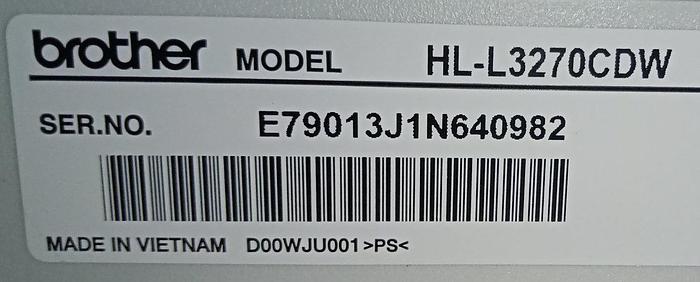 brother MODEL HL-L3270CDW
SER.NO. E79013J1N640982
MADE IN VIETNAM D00WJU001 >PS<